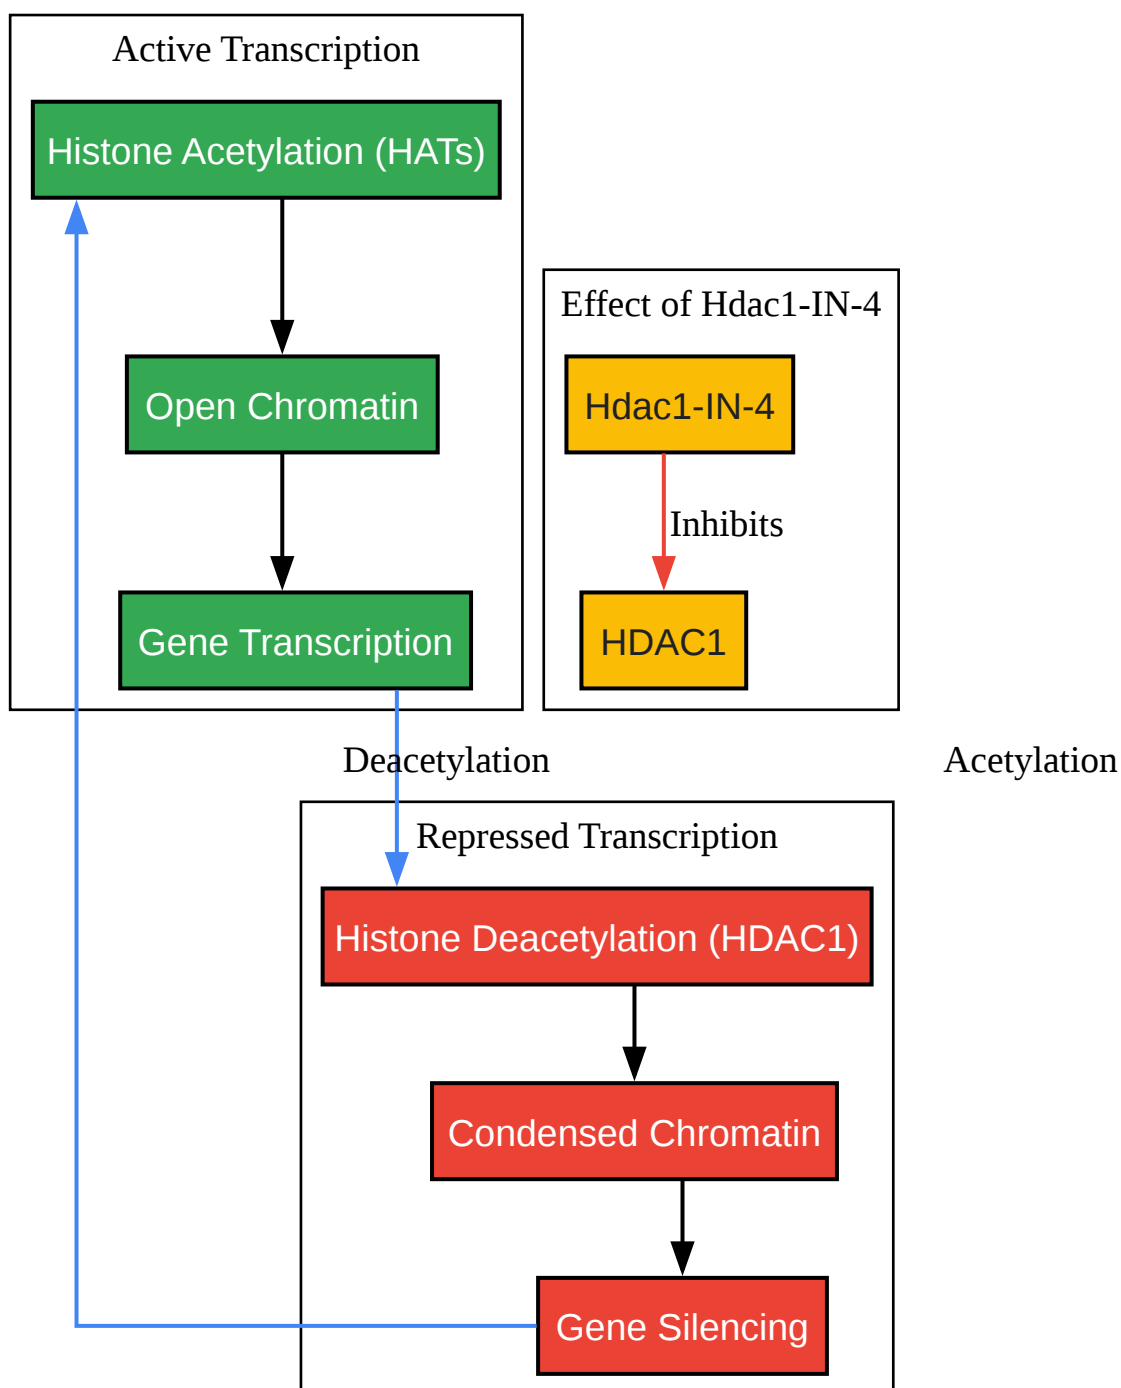 Active Transcription
Histone Acetylation (HATs)
Open Chromatin
Gene Transcription
Effect of Hdac1-IN-4
Hdac1-IN-4
Inhibits
HDAC1
Deacetylation
Acetylation
Repressed Transcription
Histone Deacetylation (HDAC1)
Condensed Chromatin
Gene Silencing